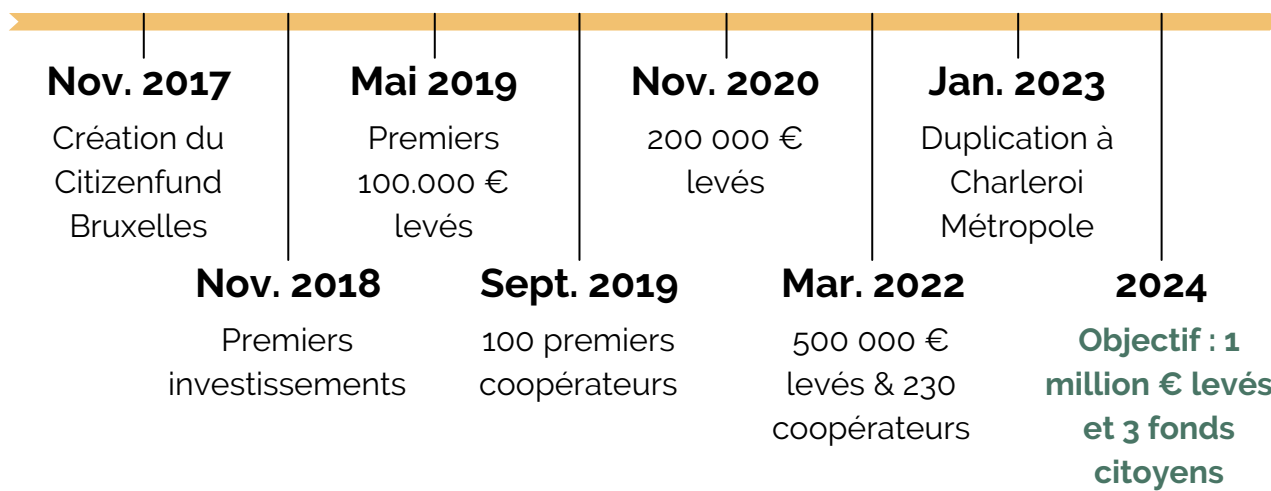 Nov. 2017
Création du
Citizenfund
Bruxelles
Nov. 2018
Premiers
investissements
Mai 2019
Premiers
100.000 €
levés
Sept. 2019
100 premiers
coopérateurs
Nov. 2020
200 000 €
levés
Mar. 2022
500 000 €
levés & 230
coopérateurs
Jan. 2023
Duplication à
Charleroi
Métropole
2024
Objectif : 1
million € levés
et 3 fonds
citoyens